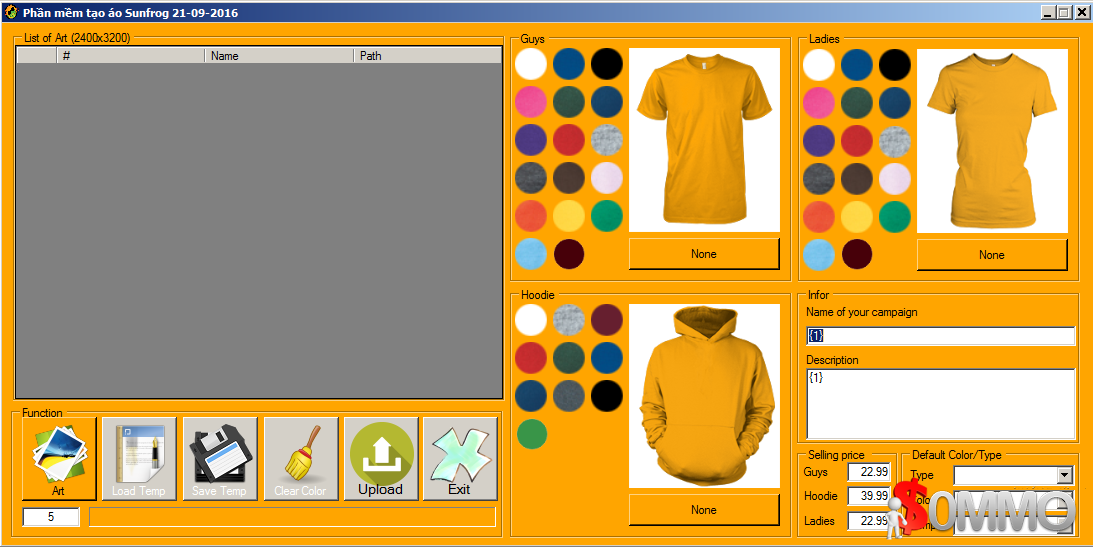 Phần mềm tạo áo Sunfrog 21-09-2016
List of Art (2400x3200)
# Name Path
Function
Art
Load Temp
Save Temp
Clear Color
Upload
Exit
5
Guys
None
Ladies
None
Hoodie
None
Infor
Name of your campaign
{1}
Description
{1}
Selling price
Guys 22.99
Hoodie 39.99
Ladies 22.99
Default Color/Type
Type
$OMMO